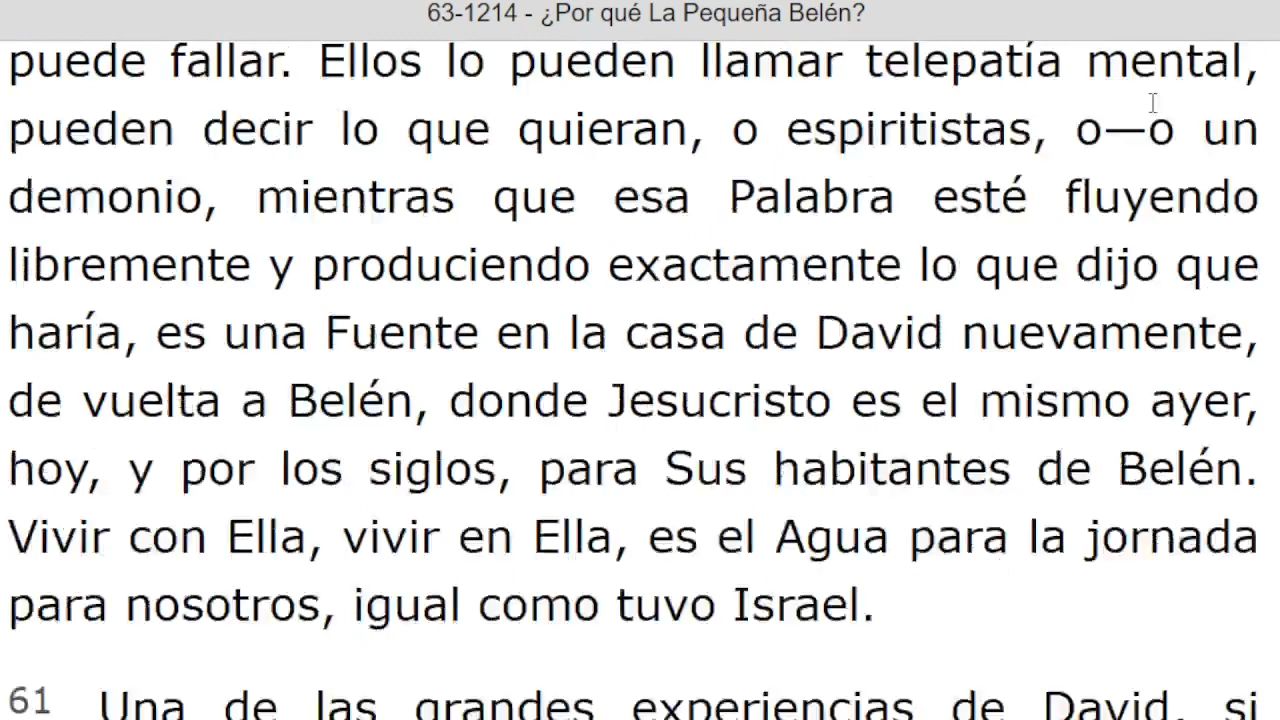 63-1214 - ¿Por qué La Pequeña Belén?
puede fallar. Ellos lo pueden llamar telepatía mental,
pueden decir lo que quieran, o espiritistas, o—o un
demonio, mientras que esa Palabra esté fluyendo
libremente y produciendo exactamente lo que dijo que
haría, es una Fuente en la casa de David nuevamente,
de vuelta a Belén, donde Jesucristo es el mismo ayer,
hoy, y por los siglos, para Sus habitantes de Belén.
Vivir con Ella, vivir en Ella, es el Agua para la jornada
para nosotros, igual como tuvo Israel.
61 Una de las grandes experiencias de David, si